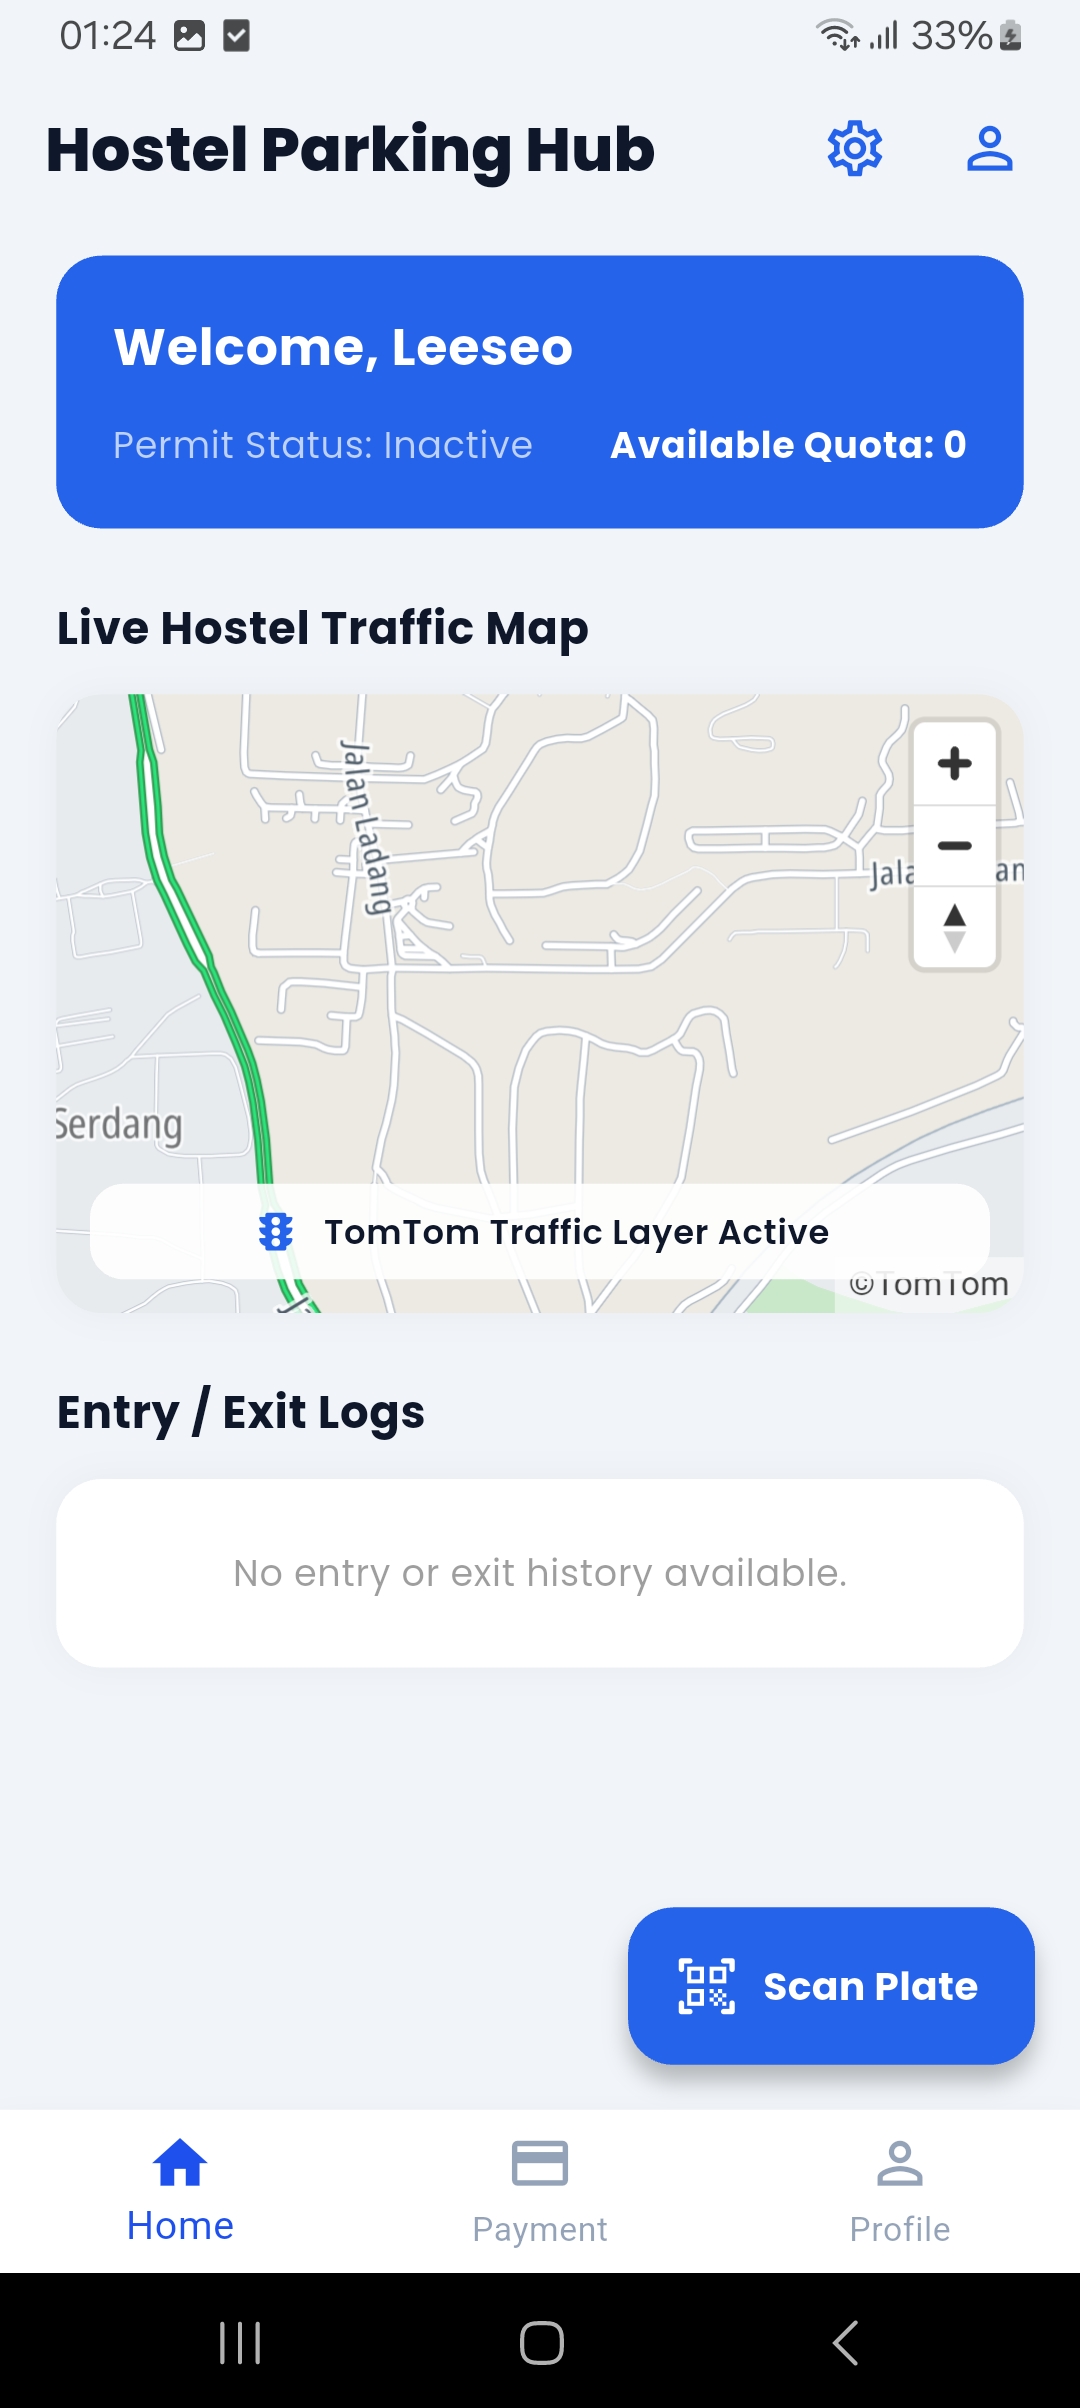 01:24
33%
Hostel Parking Hub
Welcome, Leeseo
Permit Status: Inactive
Available Quota: 0
Live Hostel Traffic Map
Jalan Ladang
Serdang
TomTom Traffic Layer Active
©TomTom
Entry / Exit Logs
No entry or exit history available.
Scan Plate
Home
Payment
Profile